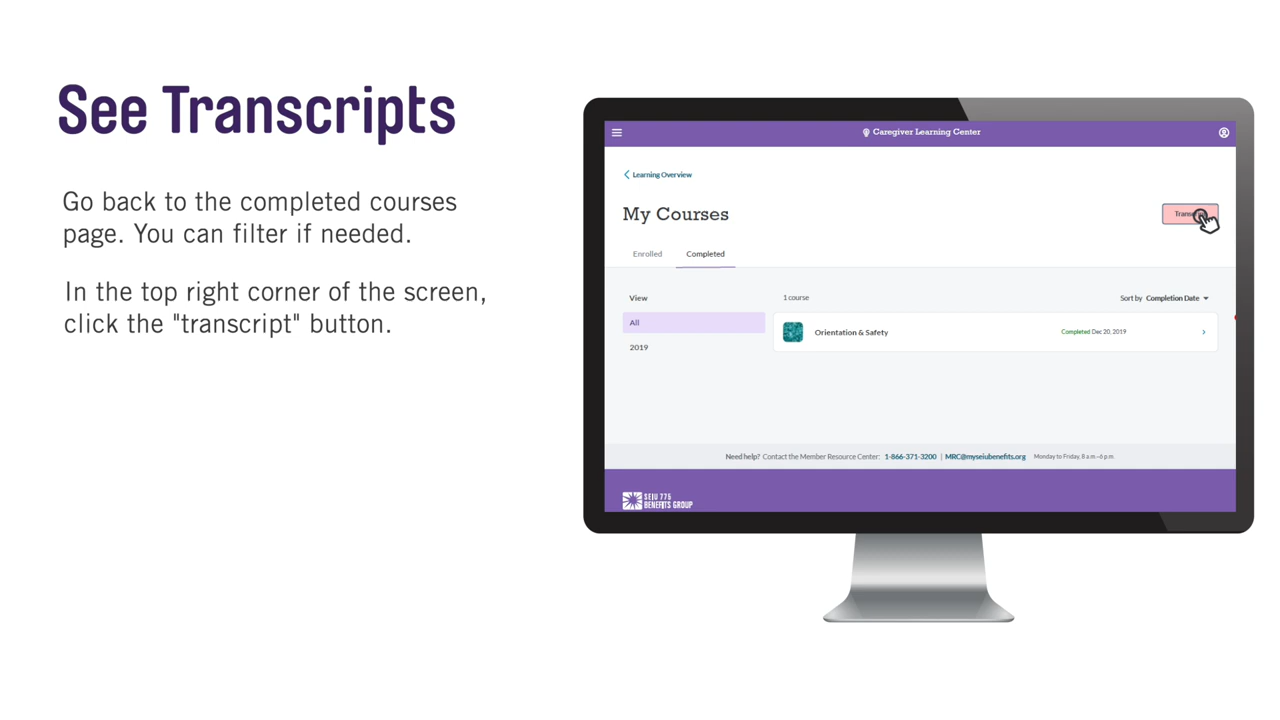 See Transcripts
Go back to the completed courses
page. You can filter if needed.
In the top right corner of the screen,
click the "transcript" button.
Caregiver Learning Center
Learning Overview
My Courses
Enrolled
Completed
View
All
2019
1 course
Sort by Completion Date
Orientation & Safety
Completed Dec 20, 2019
Need help? Contact the Member Resource Center: 1-866-371-3200 | MRC@myseiubenefits.org Monday to Friday, 8 a.m.-6 p.m.
SEIU 775
BENEFITS GROUP